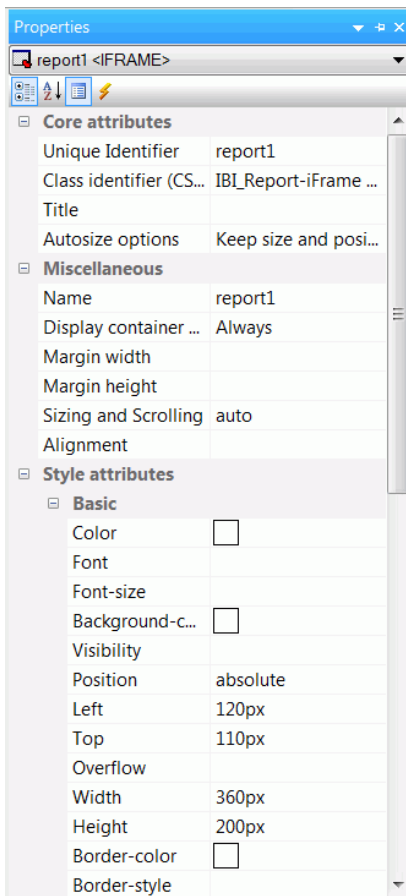 Properties
report1 <IFRAME>
Core attributes
Unique Identifier report1
Class identifier (CS... IBI_Report-iFrame ...
Title
Autosize options Keep size and posi...
Miscellaneous
Name report1
Display container ... Always
Margin width
Margin height
Sizing and Scrolling auto
Alignment
Style attributes
Basic
Color
Font
Font-size
Background-c...
Visibility
Position absolute
Left 120px
Top 110px
Overflow
Width 360px
Height 200px
Border-color
Border-style